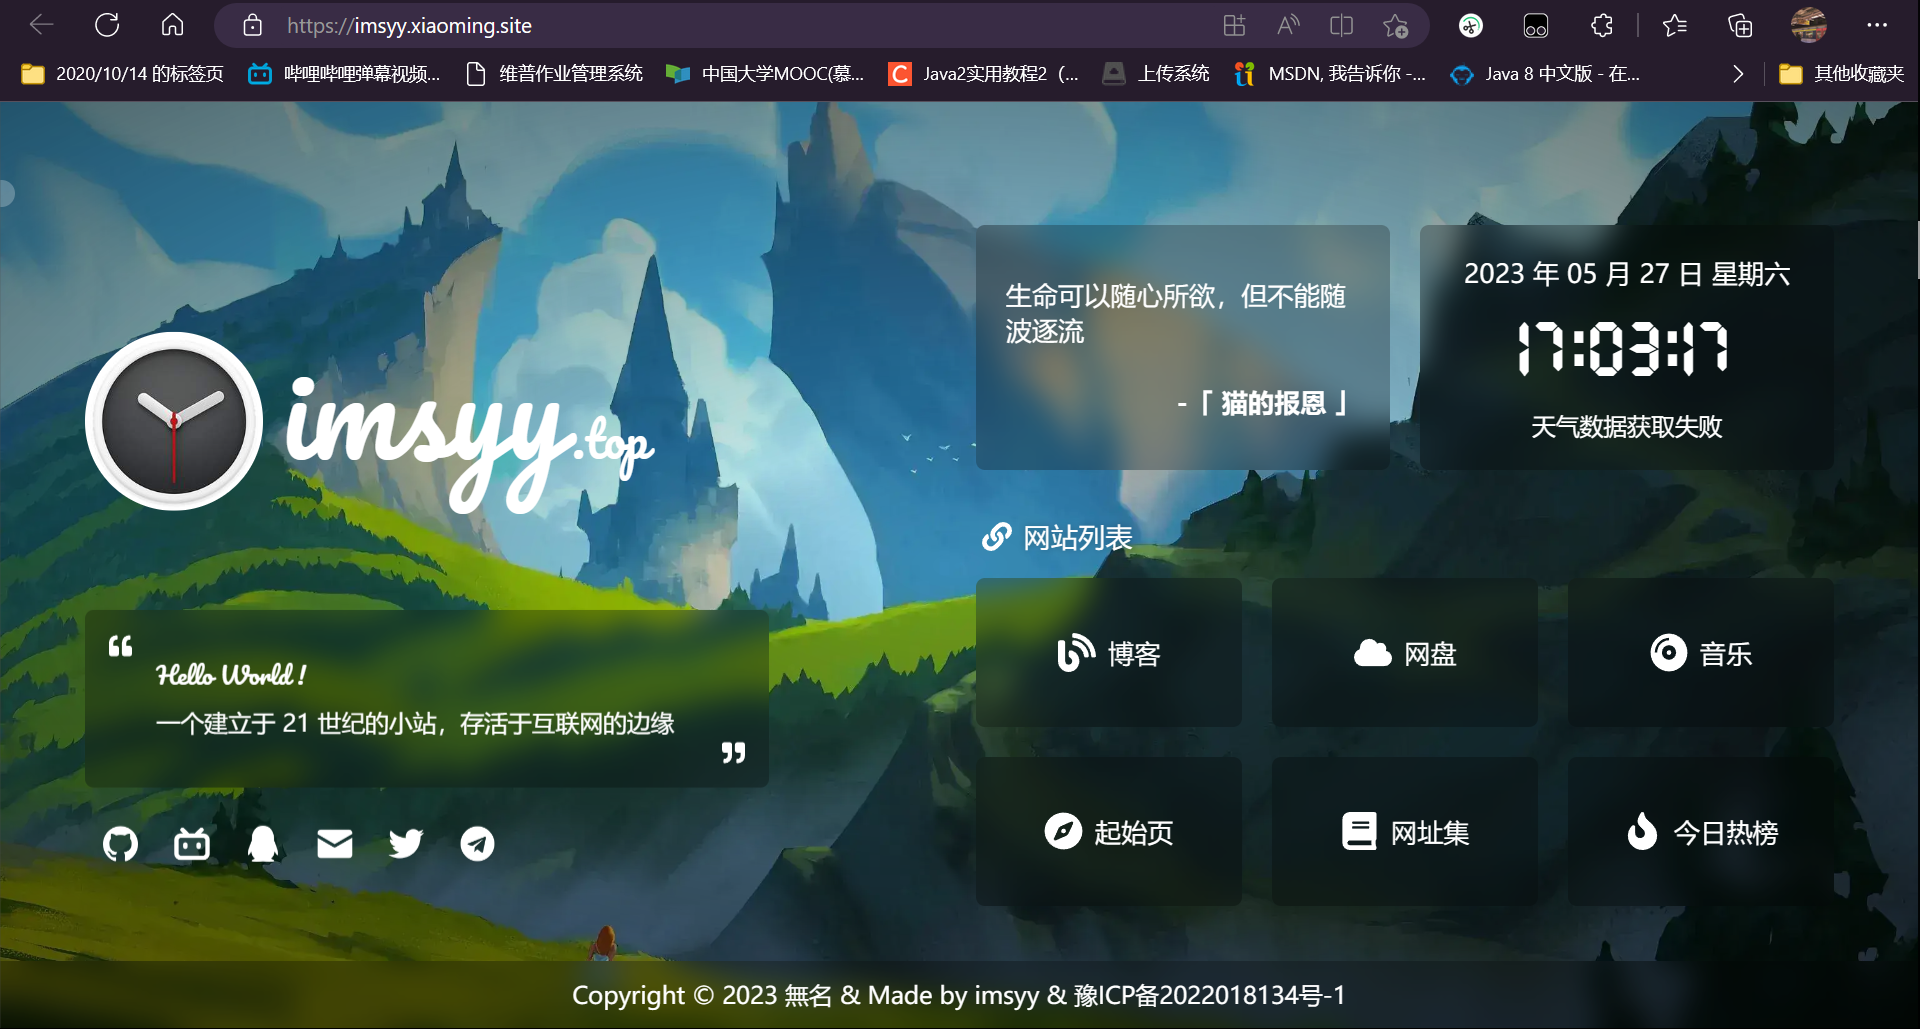 https://imsyy.xiaoming.site
2020/10/14 的标签页
哔哩哔哩弹幕视频...
维普作业管理系统
中国大学MOOC(慕...
Java2实用教程2（...
上传系统
MSDN, 我告诉你 -...
Java 8 中文版 - 在...
其他收藏夹
imsyy.top
Hello World !
一个建立于 21 世纪的小站，存活于互联网的边缘
生命可以随心所欲，但不能随
波逐流
-「 猫的报恩 」
2023 年 05 月 27 日 星期六
17:03:17
天气数据获取失败
网站列表
博客
网盘
音乐
起始页
网址集
今日热榜
Copyright © 2023 無名 & Made by imsyy & 豫ICP备2022018134号-1